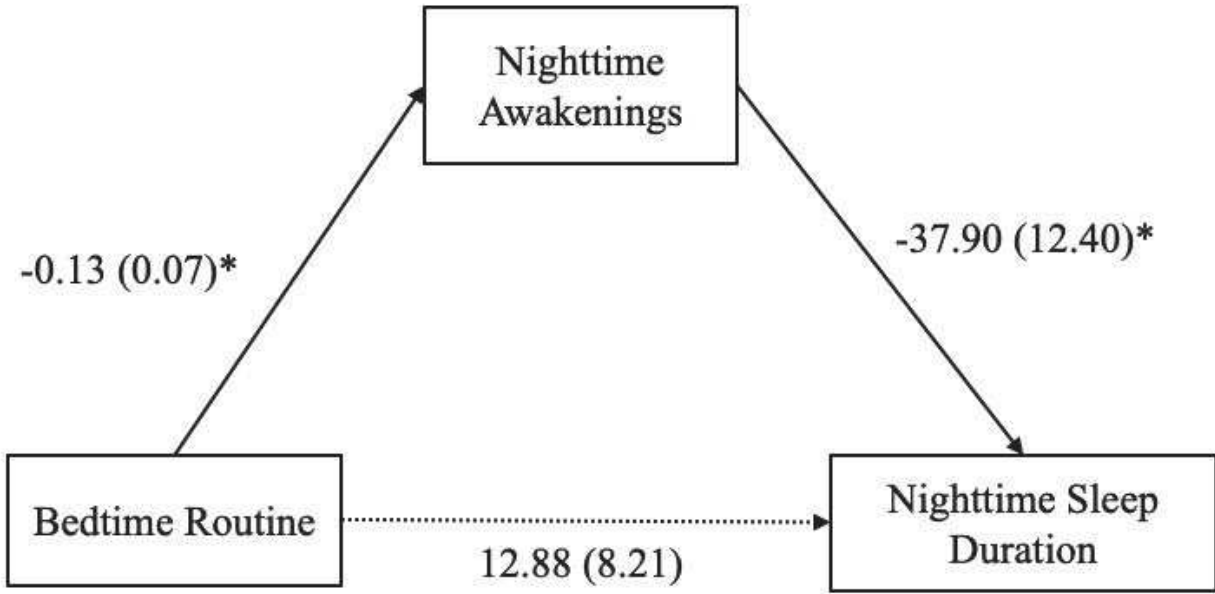 Nighttime
Awakenings
-0.13 (0.07)*
-37.90 (12.40)*
Bedtime Routine
12.88 (8.21)
Nighttime Sleep
Duration